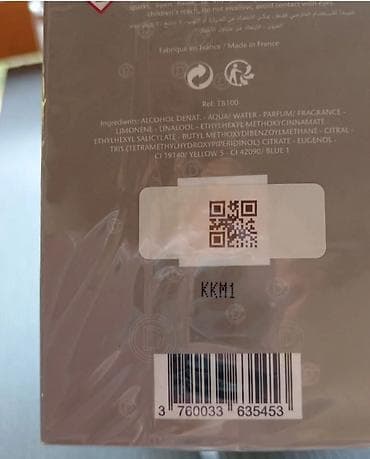 children's reach. Do not swallow, avoid contact with eyes.
Fabriqué en France / Made in France
Ref: TB100
Ingredients: ALCOHOL DENAT. - AQUA/ WATER - PARFUM/ FRAGRANCE -
LIMONENE - LINALOOL - ETHYLHEXYL METHOXYCINNAMATE
ETHYLHEXYL SALICYLATE - BUTYL METHOXYDIBENZOYLMETHANE - CITRAL -
TRIS (TETRAMETHYLHYDROXYPIPERIDINOL) CITRATE - EUGENOL -
CI 19140/ YELLOW 5 - CI 42090/ BLUE 1
KKM1
3 760033 635453